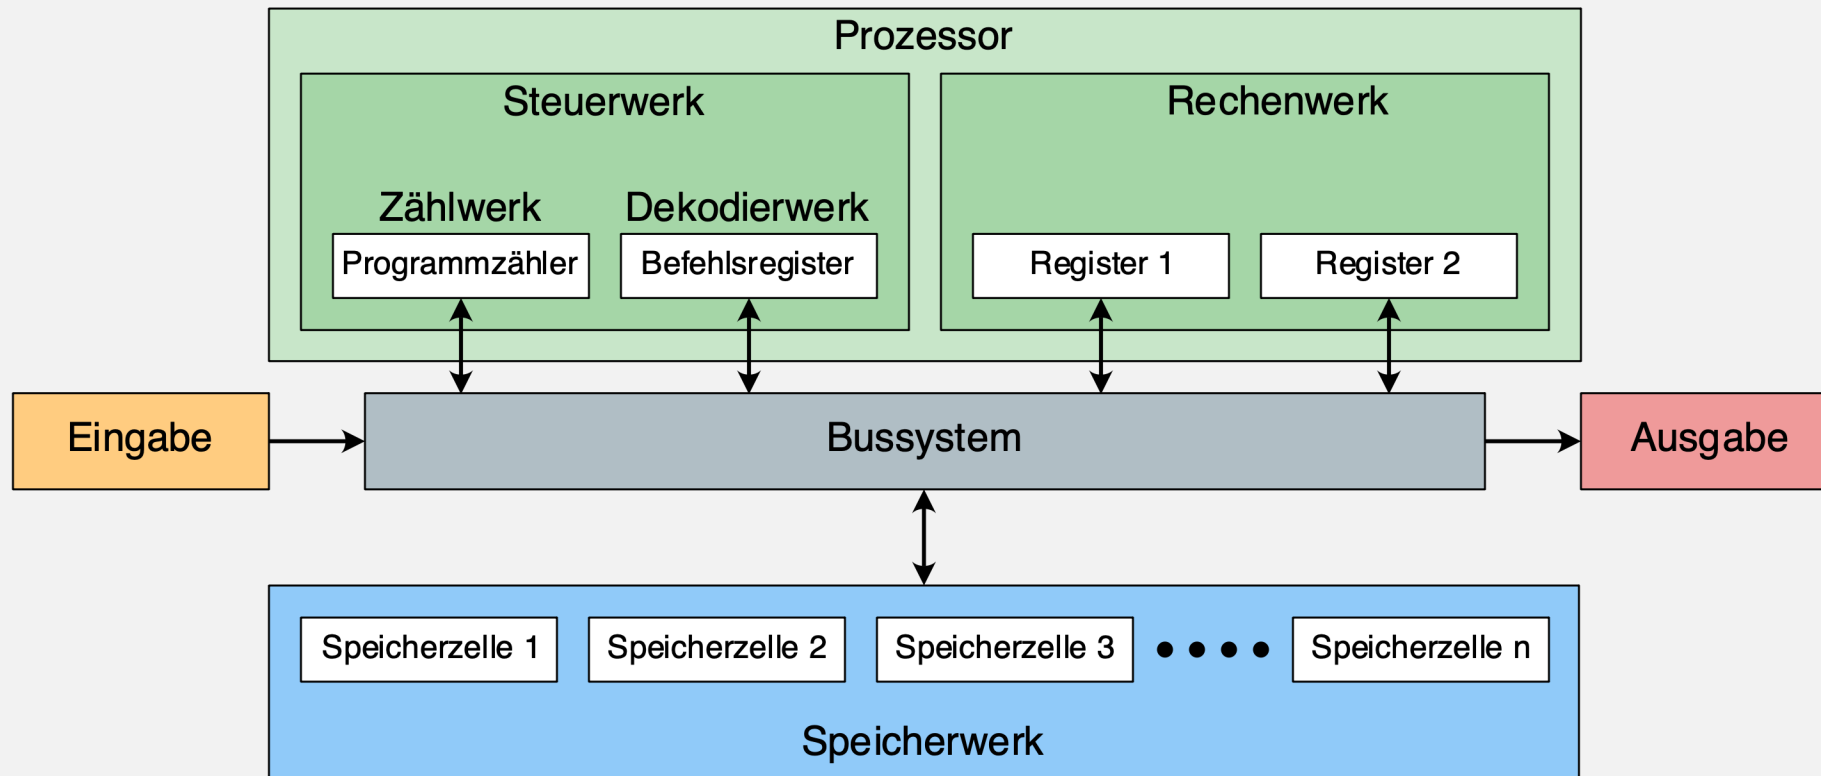 Prozessor
Steuerwerk
Rechenwerk
Zählwerk
Dekodierwerk
Programmzähler
Befehlsregister
Register 1
Register 2
Eingabe
Bussystem
Ausgabe
Speicherzelle 1
Speicherzelle 2
Speicherzelle 3
Speicherzelle n
Speicherwerk